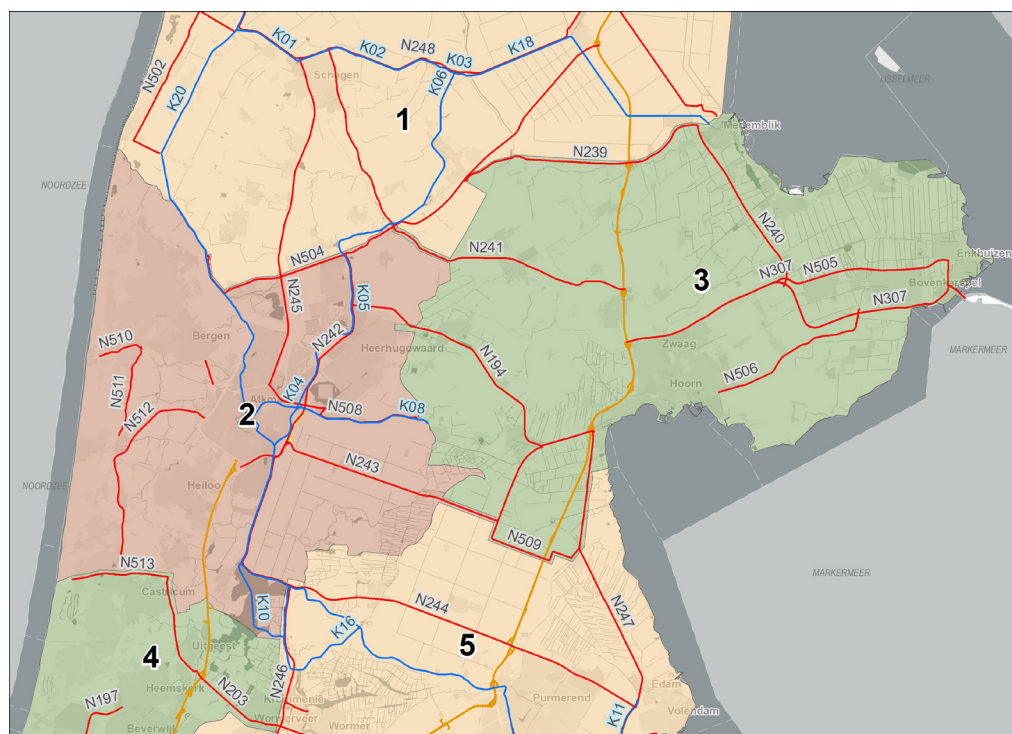 K01
K02
N248
K03
K18
N502
K20
Schagen
K06
IJSSELMEER
1
Medemblik
N239
NOORDZEE
N240
N504
N241
N307
N505
Enkhuizen
3
Bovenkarspel
N245
K05
N307
N510
Bergen
N242
Heerhugowaard
Zwaag
MARKERMEER
N194
N511
K04
Hoorn
N506
Alkm
N512
2
N508
K08
N243
Heiloo
NOORDZEE
N509
N513
Castricum
MARKERMEER
K10
N244
N247
K16
Uitgeest
5
4
N246
Heemskerk
N203
Edam
N197
Krommenie
Purmerend
Volendam
Wormerveer
K11
Beverwijk
Wormer